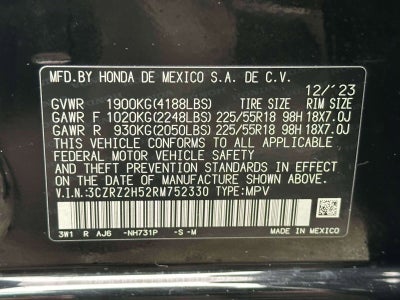 MFD.BY HONDA DE MEXICO S.A. DE C.V.
12/'23
GVWR 1900KG(4188LBS) TIRE SIZE RIM SIZE
GAWR F 1020KG(2248LBS) 225/55R18 98H 18X7.0J
GAWR R 930KG(2050LBS) 225/55R18 98H 18X7.0J
THIS VEHICLE CONFORMS TO ALL APPLICABLE
FEDERAL MOTOR VEHICLE
SAFETY AND THEFT PREVENTION STANDARDS IN EFFECT
ON THE DATE OF MANUFACTURE SHOWN ABOVE.
V.I.N.:3CZRZ2H52RM752330 TYPE:MPV
3W1 R AJ6 -NH731P -S -M MADE IN MEXICO